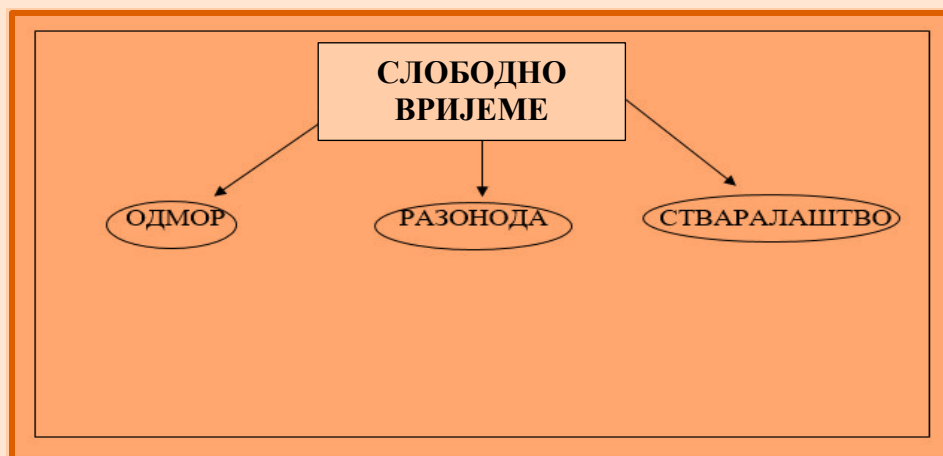 СЛОБОДНО
ВРИЈЕМЕ
ОДМОР
РАЗОНОДА
СТВАРАЛАШТВО